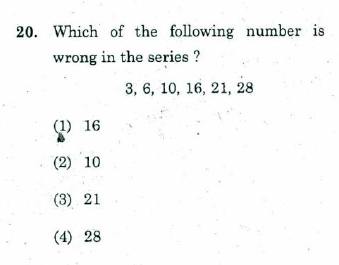 20. Which of the following number is
wrong in the series ?
3, 6, 10, 16, 21, 28
(1) 16
(2) 10
(3) 21
(4) 28